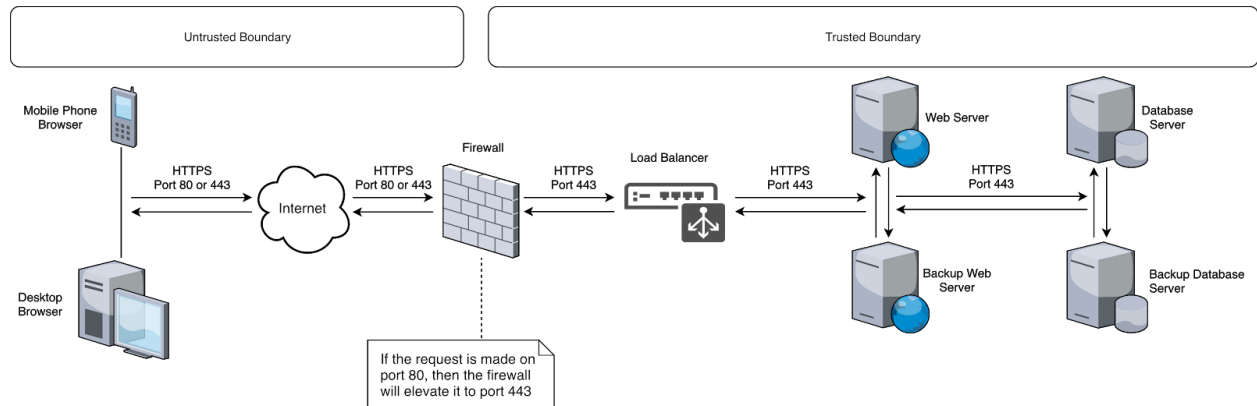 Untrusted Boundary
Trusted Boundary
Mobile Phone
Browser
HTTPS
Port 80 or 443
Internet
HTTPS
Port 80 or 443
Firewall
HTTPS
Port 443
Load Balancer
HTTPS
Port 443
Web Server
HTTPS
Port 443
Database
Server
Desktop
Browser
Backup Web
Server
Backup Database
Server
If the request is made on
port 80, then the firewall
will elevate it to port 443